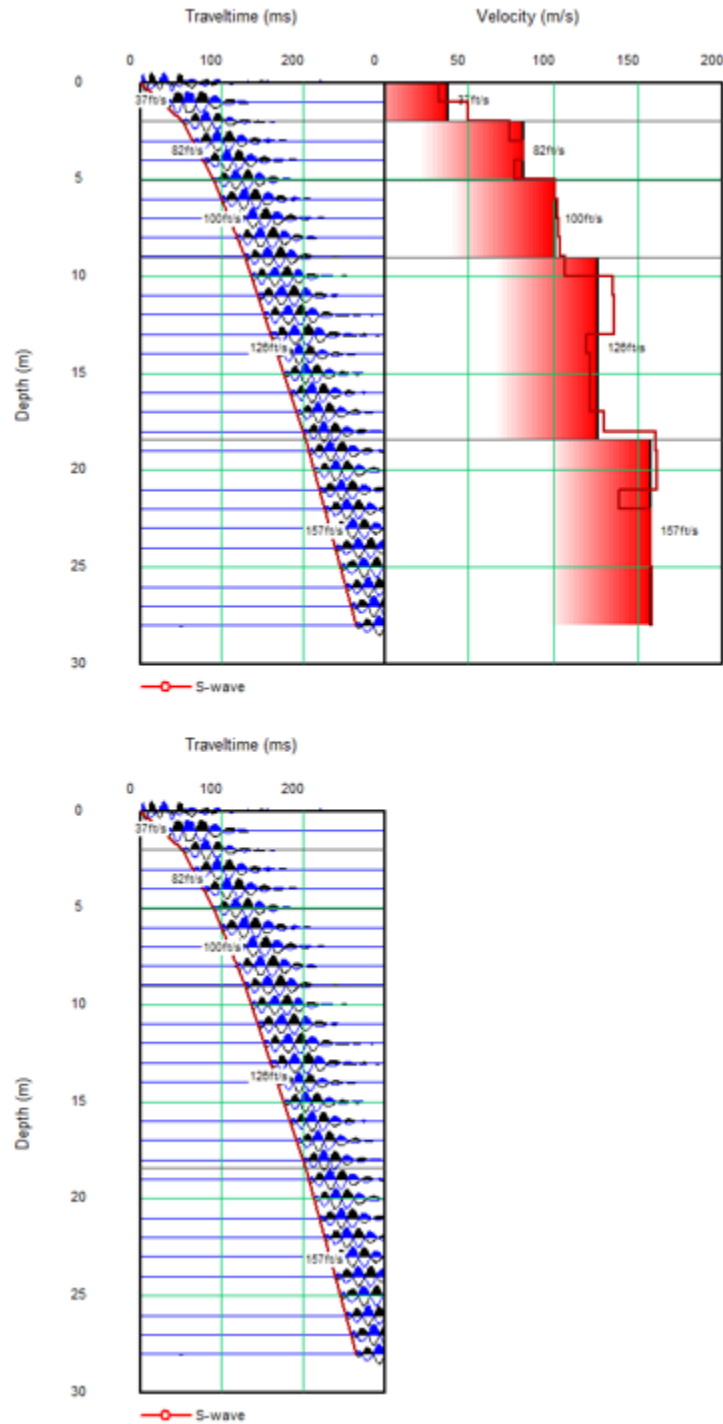 Traveltime (ms)
Velocity (m/s)
0 100 200 0 50 100 150 200
0
5
10
15
20
25
30
Depth (m)
37ft/s
82ft/s
100ft/s
126ft/s
157ft/s
37ft/s
82ft/s
100ft/s
126ft/s
157ft/s
S-wave
Traveltime (ms)
0 100 200
0
5
10
15
20
25
30
Depth (m)
37ft/s
82ft/s
100ft/s
126ft/s
157ft/s
S-wave